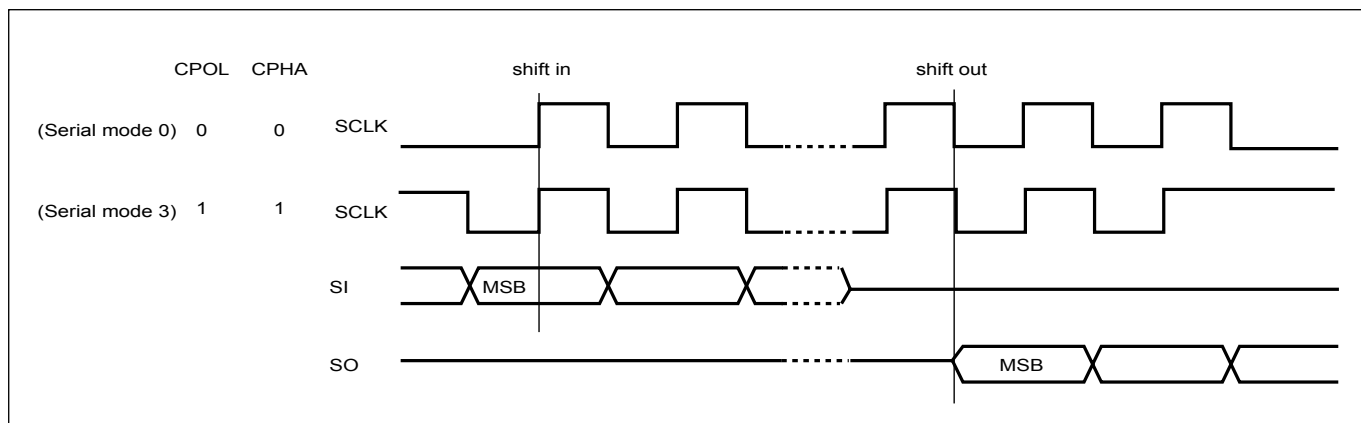 CPOL CPHA shift in shift out
(Serial mode 0) 0 0 SCLK
(Serial mode 3) 1 1 SCLK
SI MSB
SO MSB